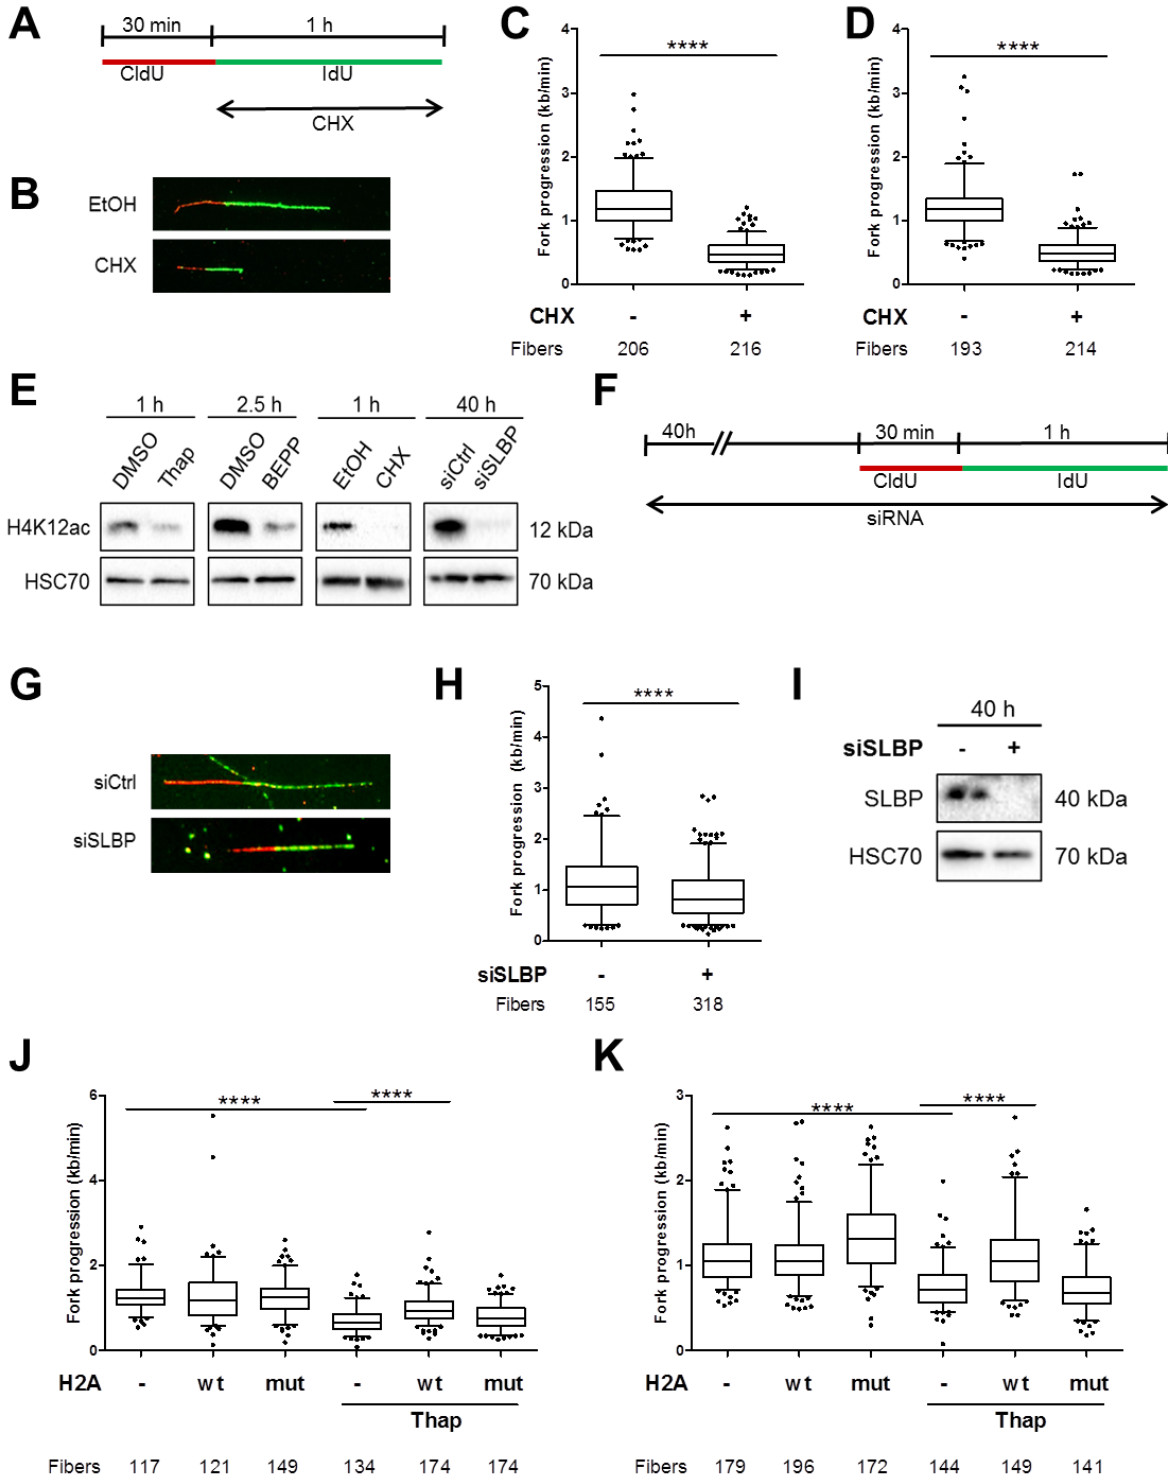 A
30 min
1 h
CldU
IdU
CHX
B
EtOH
CHX
C
Fork progression (kb/min)
4
3
2
1
0
****
CHX - +
Fibers 206 216
D
Fork progression (kb/min)
4
3
2
1
0
****
CHX - +
Fibers 193 214
E
1 h 2.5 h 1 h 40 h
DMSO Thap DMSO BEPP EtOH CHX siCtrl siSLBP
H4K12ac 12 kDa
HSC70 70 kDa
F
40h 30 min 1 h
CldU IdU
siRNA
G
siCtrl
siSLBP
H
Fork progression (kb/min)
5
4
3
2
1
0
****
siSLBP - +
Fibers 155 318
I
40 h
siSLBP - +
SLBP 40 kDa
HSC70 70 kDa
J
Fork progression (kb/min)
6
4
2
0
**** ****
H2A - wt mut - wt mut
Thap
Fibers 117 121 149 134 174 174
K
Fork progression (kb/min)
3
2
1
0
**** ****
H2A - wt mut - wt mut
Thap
Fibers 179 196 172 144 149 141